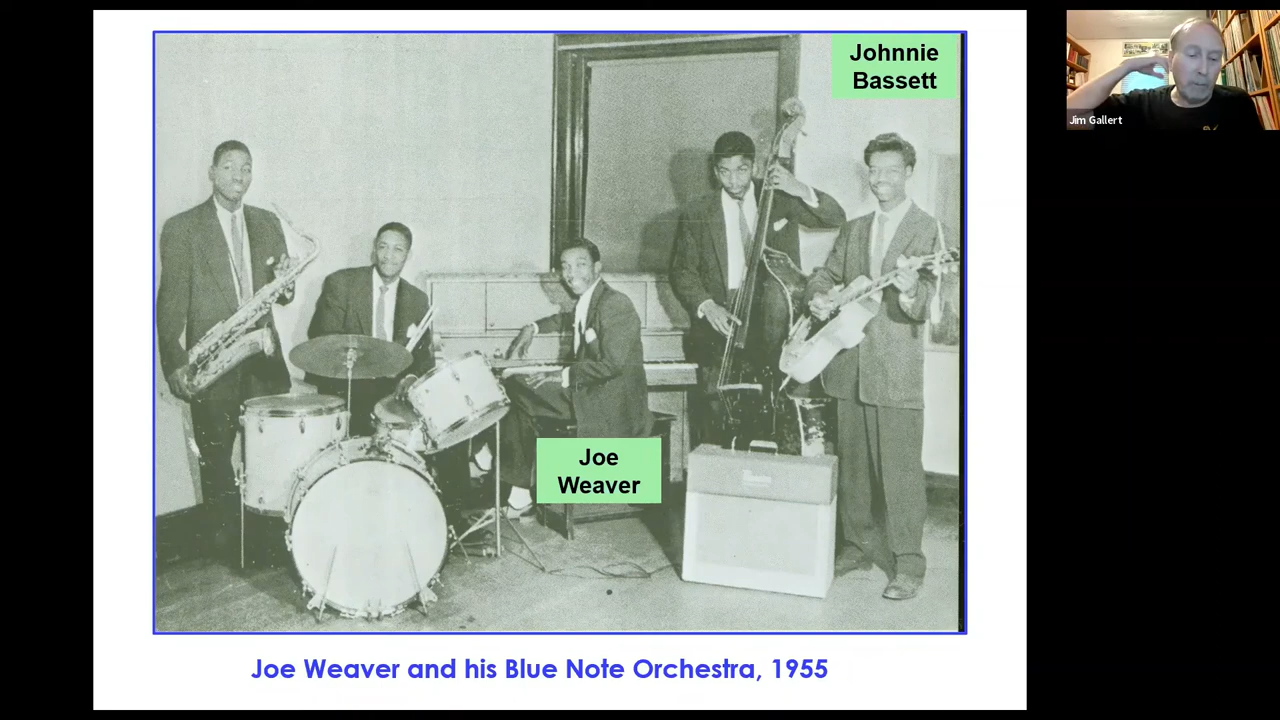 Johnnie
Bassett
Joe
Weaver
Joe Weaver and his Blue Note Orchestra, 1955
Jim Gallert